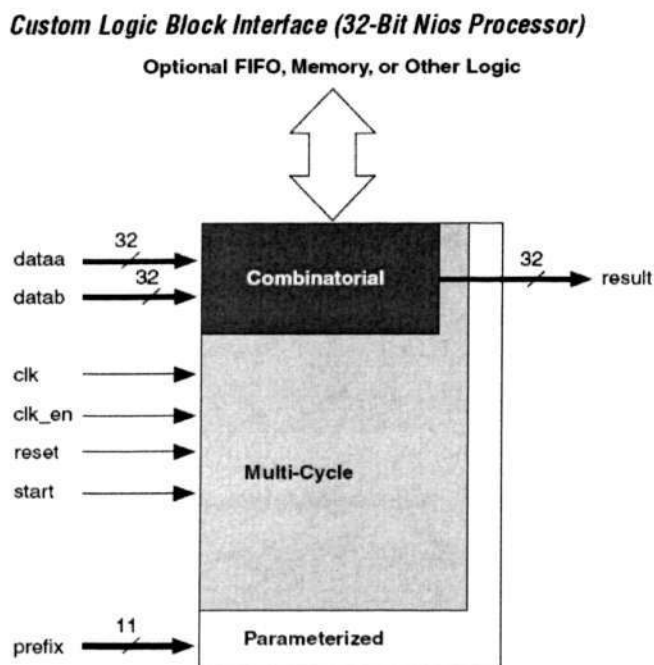 Custom Logic Block Interface (32-Bit Nios Processor)
Optional FIFO, Memory, or Other Logic
dataa
32
datab
32
Combinatorial
32
result
clk
clk_en
reset
start
Multi-Cycle
prefix
11
Parameterized